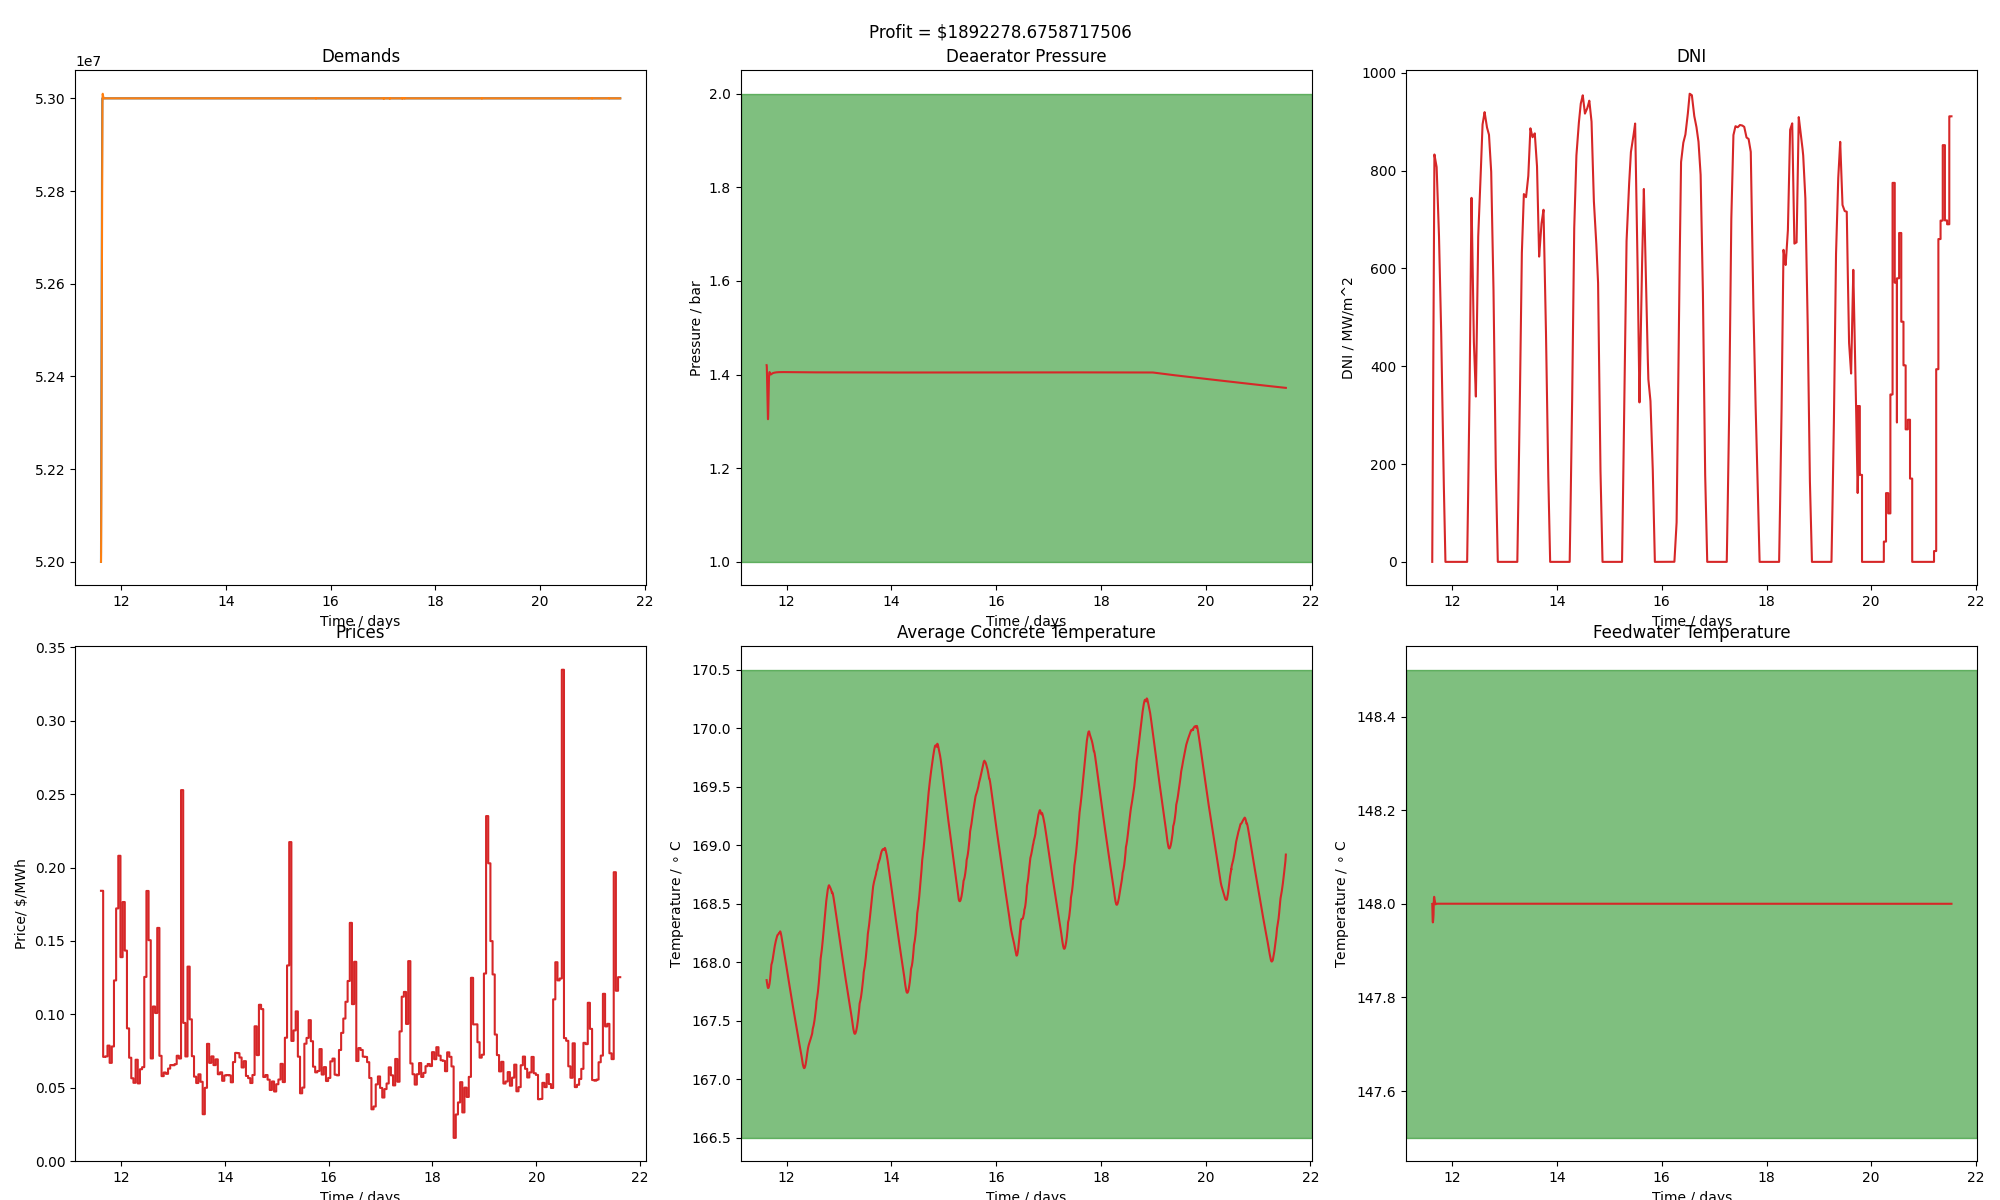 Profit = $1892278.6758717506
Demands
1e7
5.30
5.28
5.26
5.24
5.22
5.20
12 14 16 18 20 22
Time / days
Deaerator Pressure
Pressure / bar
2.0
1.8
1.6
1.4
1.2
1.0
12 14 16 18 20 22
Time / days
DNI
DNI / MW/m^2
1000
800
600
400
200
0
12 14 16 18 20 22
Time / days
Prices
Price/ $/MWh
0.35
0.30
0.25
0.20
0.15
0.10
0.05
0.00
12 14 16 18 20 22
Time / days
Average Concrete Temperature
Temperature / ∘ C
170.5
170.0
169.5
169.0
168.5
168.0
167.5
167.0
166.5
12 14 16 18 20 22
Time / days
Feedwater Temperature
Temperature / ∘ C
148.4
148.2
148.0
147.8
147.6
12 14 16 18 20 22
Time / days